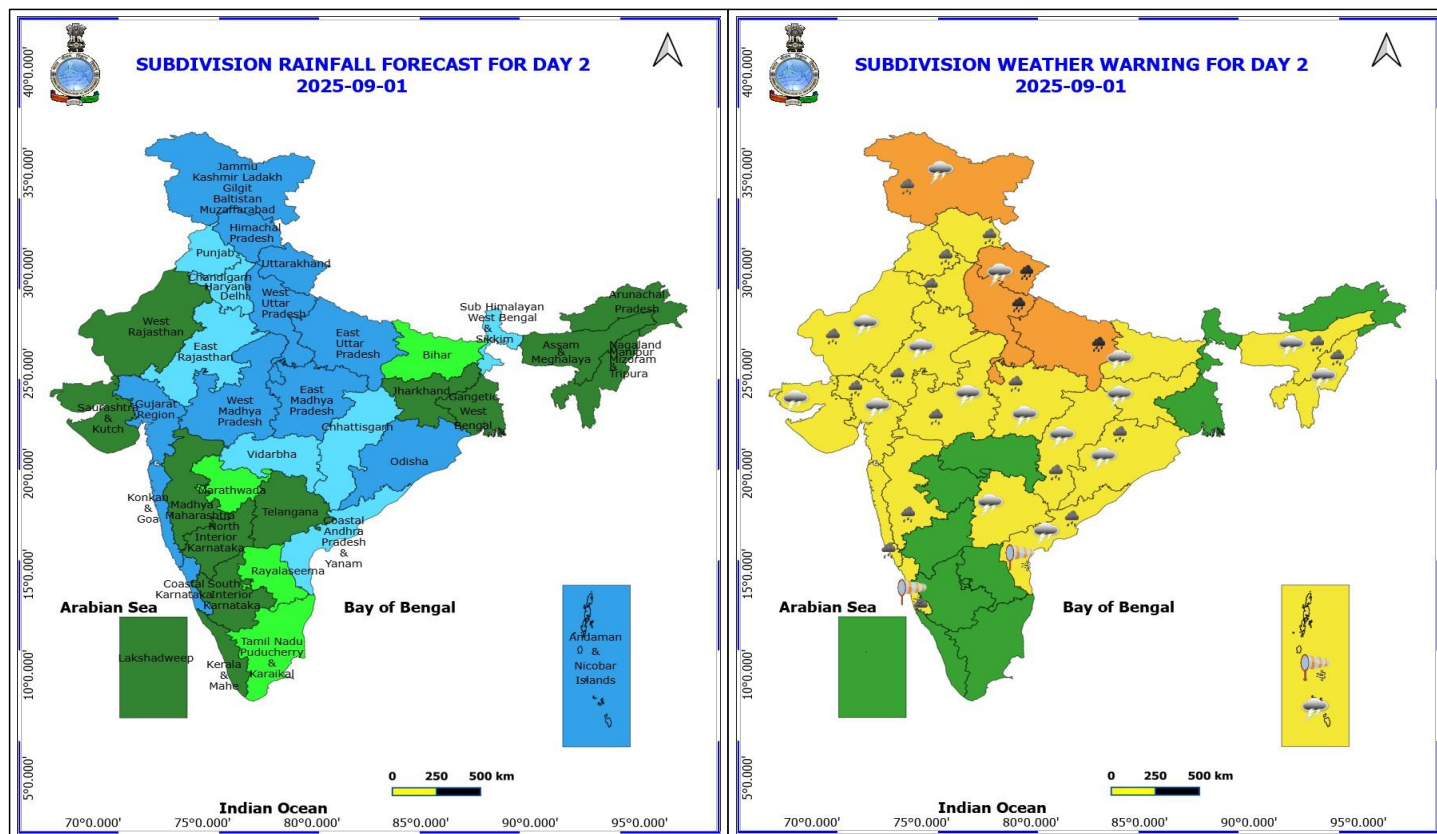 SUBDIVISION RAINFALL FORECAST FOR DAY 2
2025-09-01
40°0.000'
35°0.000'
30°0.000'
25°0.000'
20°0.000'
15°0.000'
10°0.000'
5°0.000'
Jammu
Kashmir Ladakh
Gilgit
Baltistan
Muzaffarabad
Himachal
Pradesh
Punjab
Uttarakhand
Chandigarh
Haryana
Delhi
West
Uttar
Pradesh
West
Rajasthan
East
Rajasthan
East
Uttar
Pradesh
Bihar
Sub Himalayan
West Bengal
&
Sikkim
Arunachal
Pradesh
Assam
&
Meghalaya
Nagaland
Manipur
Mizoram
&
Tripura
Saurashtra
&
Kutch
Gujarat
Region
West
Madhya
Pradesh
East
Madhya
Pradesh
Jharkhand
Gangetic
West
Bengal
Chhattisgarh
Vidarbha
Odisha
Konkan
&
Goa
Madhya
Maharashtra
Marathwada
Telangana
North
Interior
Karnataka
Coastal
Andhra
Pradesh
&
Yanam
Rayalaseema
Coastal
Karnataka
South
Interior
Karnataka
Arabian Sea
Bay of Bengal
Lakshadweep
Kerala
&
Mahe
Tamil Nadu
Puducherry
&
Karaikal
Andaman
&
Nicobar
Islands
0 250 500 km
Indian Ocean
70°0.000' 75°0.000' 80°0.000' 85°0.000' 90°0.000' 95°0.000'
SUBDIVISION WEATHER WARNING FOR DAY 2
2025-09-01
40°0.000'
35°0.000'
30°0.000'
25°0.000'
20°0.000'
15°0.000'
10°0.000'
5°0.000'
Arabian Sea
Bay of Bengal
0 250 500 km
Indian Ocean
70°0.000' 75°0.000' 80°0.000' 85°0.000' 90°0.000' 95°0.000'